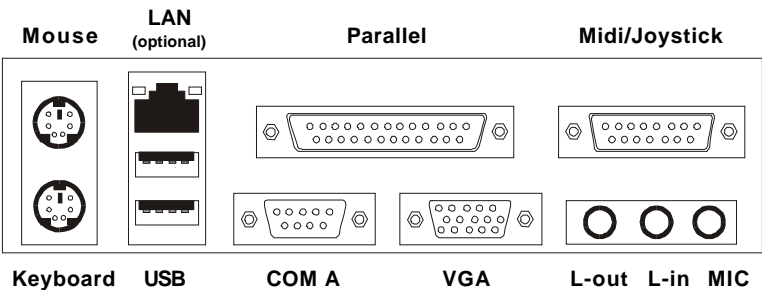 Mouse
LAN
(optional)
Parallel
Midi/Joystick
Keyboard
USB
COM A
VGA
L-out
L-in
MIC